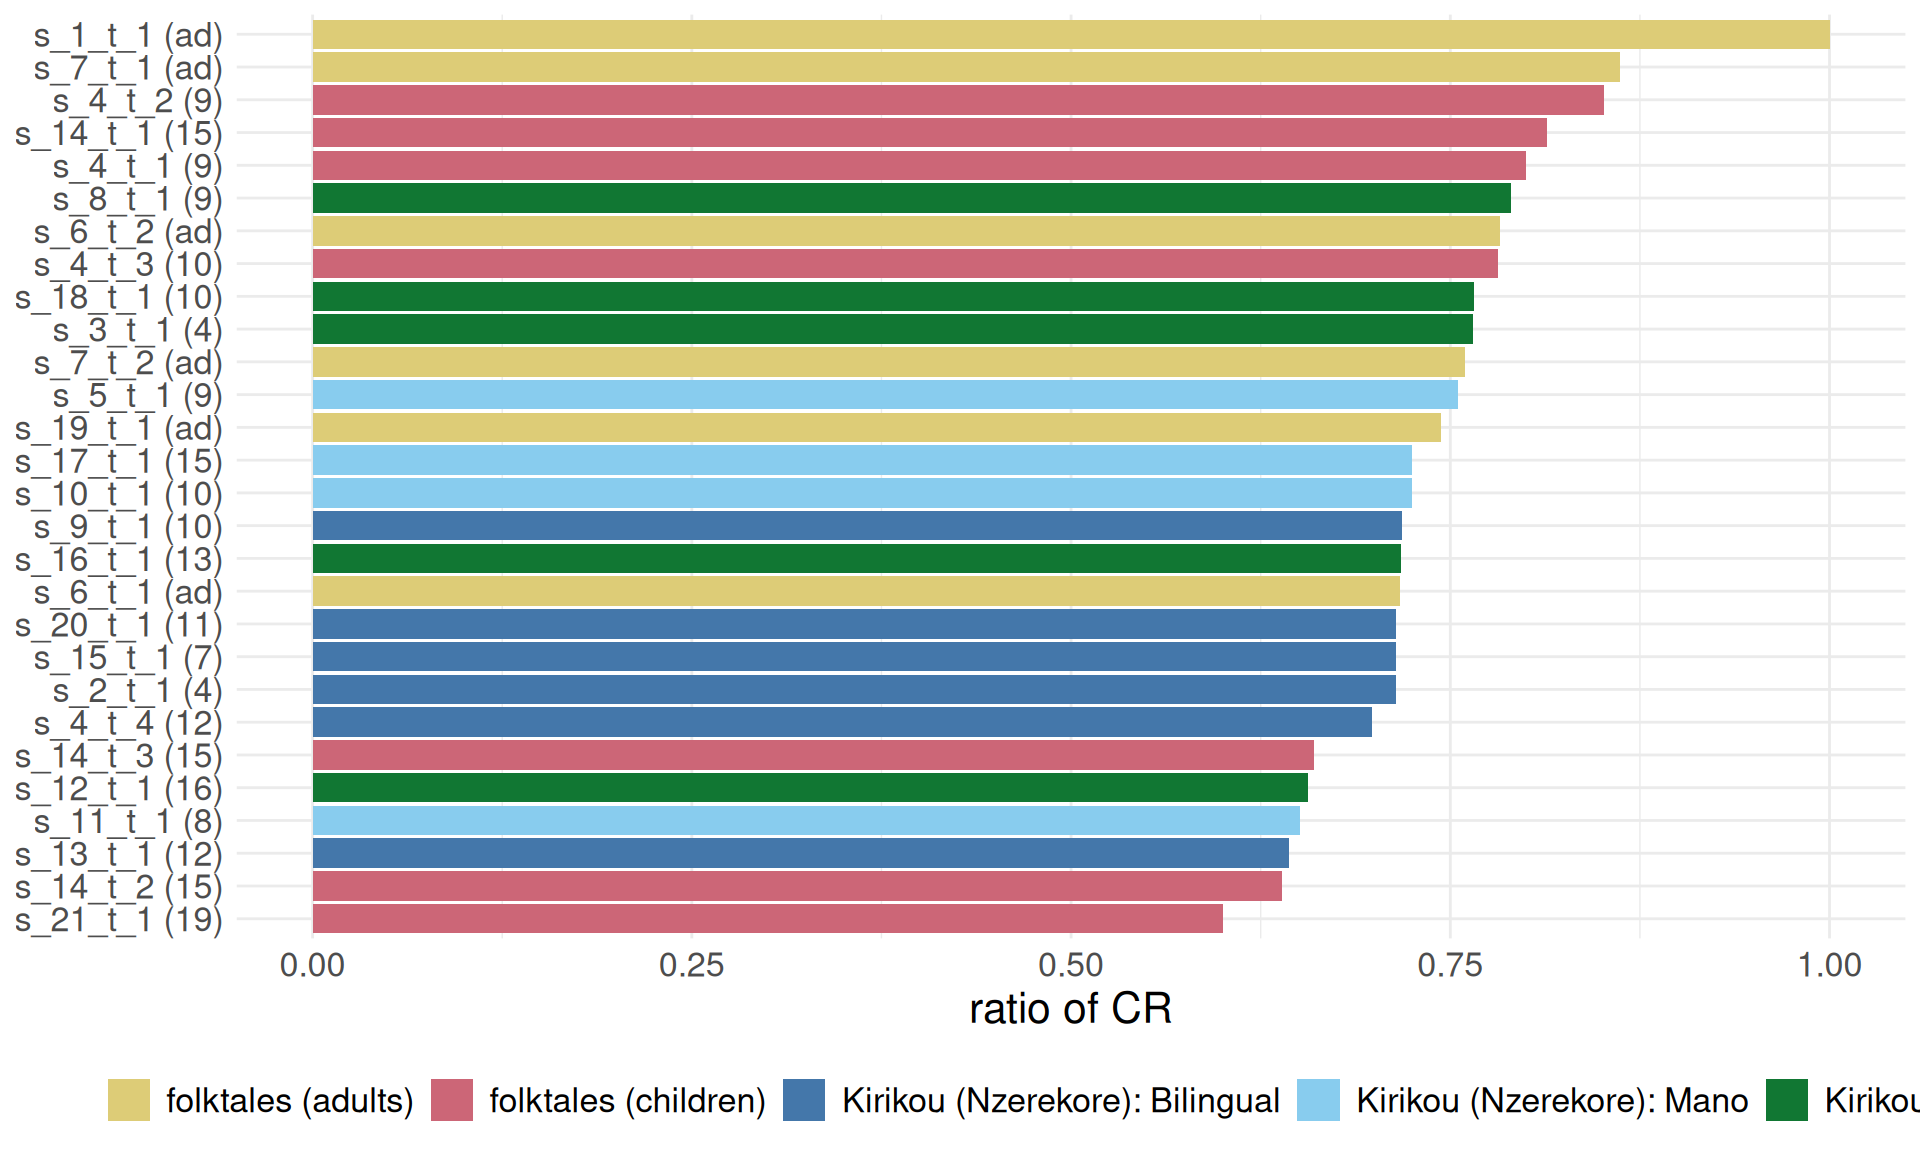 s_1_t_1 (ad)
s_7_t_1 (ad)
s_4_t_2 (9)
s_14_t_1 (15)
s_4_t_1 (9)
s_8_t_1 (9)
s_6_t_2 (ad)
s_4_t_3 (10)
s_18_t_1 (10)
s_3_t_1 (4)
s_7_t_2 (ad)
s_5_t_1 (9)
s_19_t_1 (ad)
s_17_t_1 (15)
s_10_t_1 (10)
s_9_t_1 (10)
s_16_t_1 (13)
s_6_t_1 (ad)
s_20_t_1 (11)
s_15_t_1 (7)
s_2_t_1 (4)
s_4_t_4 (12)
s_14_t_3 (15)
s_12_t_1 (16)
s_11_t_1 (8)
s_13_t_1 (12)
s_14_t_2 (15)
s_21_t_1 (19)
0.00 0.25 0.50 0.75 1.00
ratio of CR
folktales (adults) folktales (children) Kirikou (Nzerekore): Bilingual Kirikou (Nzerekore): Mano